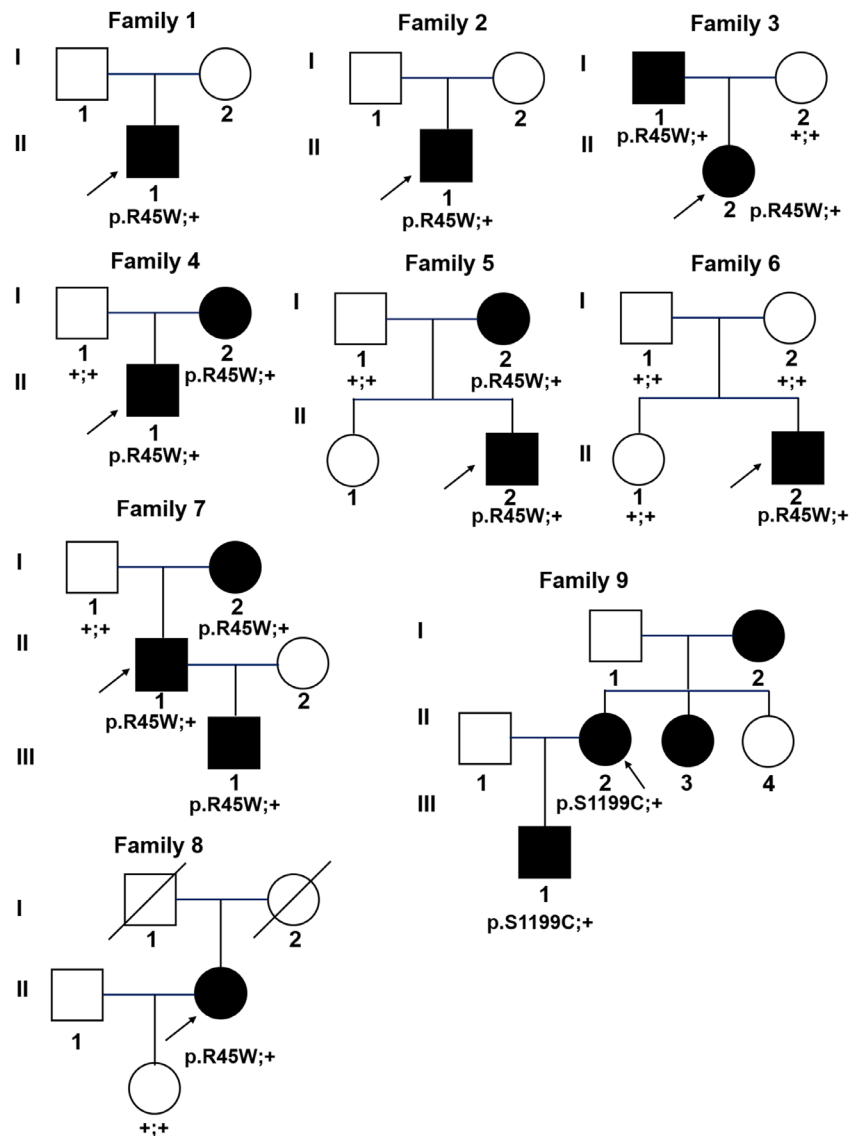 Family 1
I
1
2
II
1
p.R45W;+
Family 2
I
1
2
II
1
p.R45W;+
Family 3
I
1
p.R45W;+
2
+;+
II
2
p.R45W;+
Family 4
I
1
+;+
2
p.R45W;+
II
1
p.R45W;+
Family 5
I
1
+;+
2
p.R45W;+
II
1
2
p.R45W;+
Family 6
I
1
+;+
2
+;+
II
1
+;+
2
p.R45W;+
Family 7
I
1
+;+
2
p.R45W;+
II
1
p.R45W;+
2
III
1
p.R45W;+
Family 9
I
1
2
II
1
2
p.S1199C;+
3
4
III
1
p.S1199C;+
Family 8
I
1
2
II
1
p.R45W;+
+;+